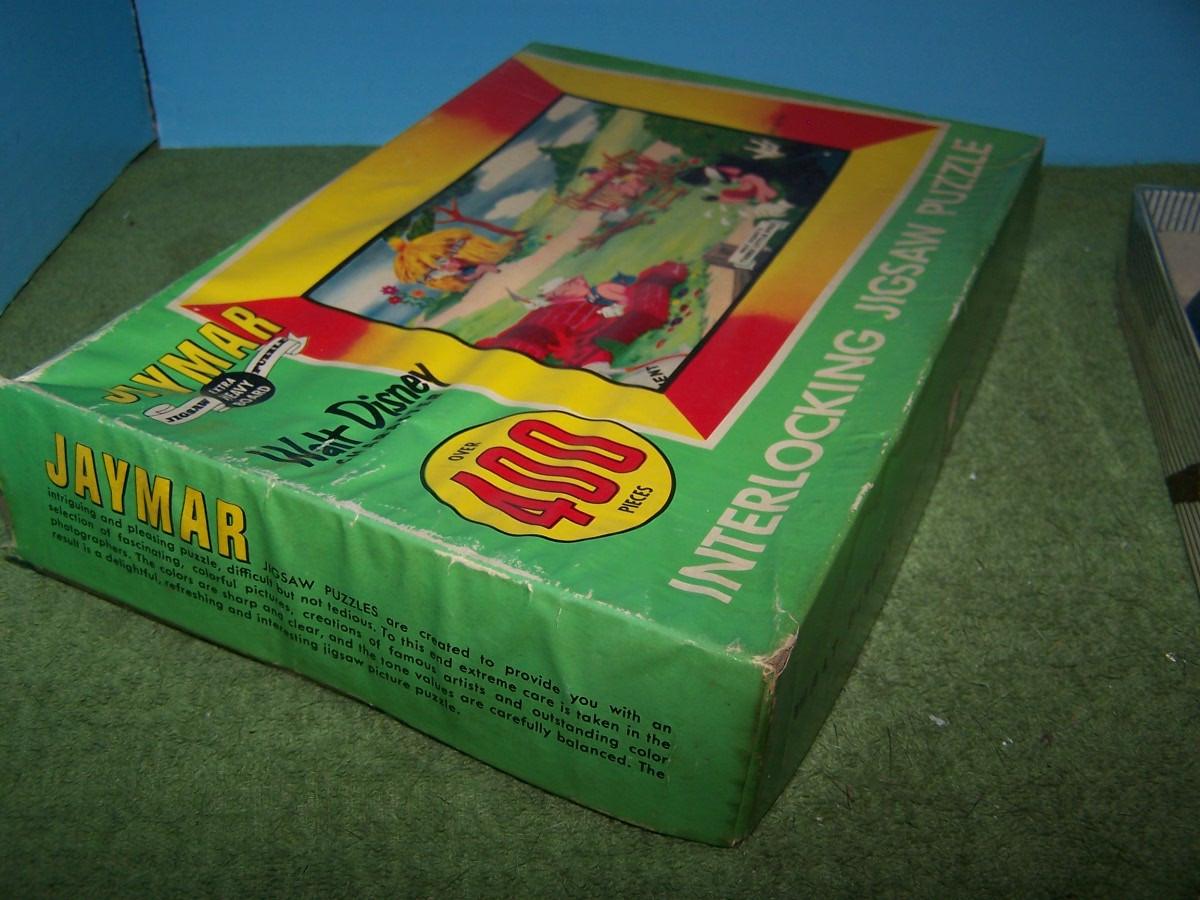 INTERLOCKING JIGSAW PUZZLE
JAYMAR
JIGSAW PUZZLE
ULTRA
HEAVY
BOARD
Walt Disney
OVER
400
PIECES
JAYMAR JIGSAW PUZZLES are created to provide you with an
intriguing and pleasing puzzle, difficult but not tedious. To this end extreme care is taken in the
selection of fascinating, colorful pictures, creations of famous artists and outstanding color
photographers. The colors are sharp and clear, and the tone values are carefully balanced. The
result is a delightful, refreshing and interesting jigsaw picture puzzle.